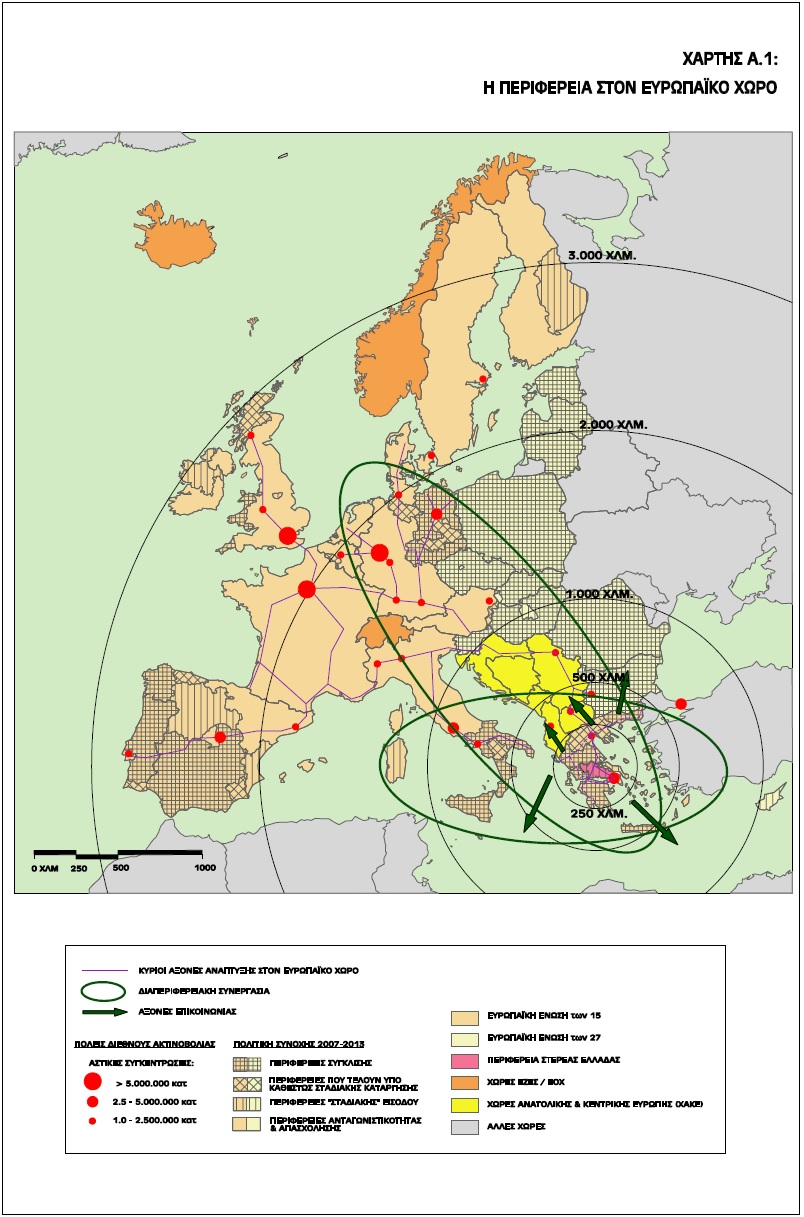 ΧΑΡΤΗΣ Α.1:
Η ΠΕΡΙΦΕΡΕΙΑ ΣΤΟΝ ΕΥΡΩΠΑΪΚΟ ΧΩΡΟ
3.000 ΧΛΜ.
2.000 ΧΛΜ.
1.000 ΧΛΜ.
500 ΧΛΜ.
250 ΧΛΜ.
0 ΧΛΜ 250 500 1000
ΚΥΡΙΟΙ ΑΞΟΝΕΣ ΑΝΑΠΤΥΞΗΣ ΣΤΟΝ ΕΥΡΩΠΑΪΚΟ ΧΩΡΟ
ΔΙΑΠΕΡΙΦΕΡΕΙΑΚΗ ΣΥΝΕΡΓΑΣΙΑ
ΑΞΟΝΕΣ ΕΠΙΚΟΙΝΩΝΙΑΣ
ΠΟΛΕΙΣ ΔΙΕΘΝΟΥΣ ΑΚΤΙΝΟΒΟΛΙΑΣ
ΑΣΤΙΚΕΣ ΣΥΓΚΕΝΤΡΩΣΕΙΣ:
> 5.000.000 κατ
2.5 - 5.000.000 κατ
1.0 - 2.500.000 κατ
ΠΟΛΙΤΙΚΗ ΣΥΝΟΧΗΣ 2007-2013
ΠΕΡΙΦΕΡΕΙΕΣ ΣΥΓΚΛΙΣΗΣ
ΠΕΡΙΦΕΡΕΙΕΣ ΠΟΥ ΤΕΛΟΥΝ ΥΠΟ
ΚΑΘΕΣΤΩΣ ΣΤΑΔΙΑΚΗΣ ΚΑΤΑΡΓΗΣΗΣ
ΠΕΡΙΦΕΡΕΙΕΣ "ΣΤΑΔΙΑΚΗΣ" ΕΙΣΟΔΟΥ
ΠΕΡΙΦΕΡΕΙΕΣ ΑΝΤΑΓΩΝΙΣΤΙΚΟΤΗΤΑΣ
& ΑΠΑΣΧΟΛΗΣΗΣ
ΕΥΡΩΠΑΪΚΗ ΕΝΩΣΗ των 15
ΕΥΡΩΠΑΪΚΗ ΕΝΩΣΗ των 27
ΠΕΡΙΦΕΡΕΙΑ ΣΤΕΡΕΑΣ ΕΛΛΑΔΑΣ
ΧΩΡΕΣ ΕΖΕΣ / ΕΟΧ
ΧΩΡΕΣ ΑΝΑΤΟΛΙΚΗΣ & ΚΕΝΤΡΙΚΗΣ ΕΥΡΩΠΗΣ (ΧΑΚΕ)
ΑΛΛΕΣ ΧΩΡΕΣ